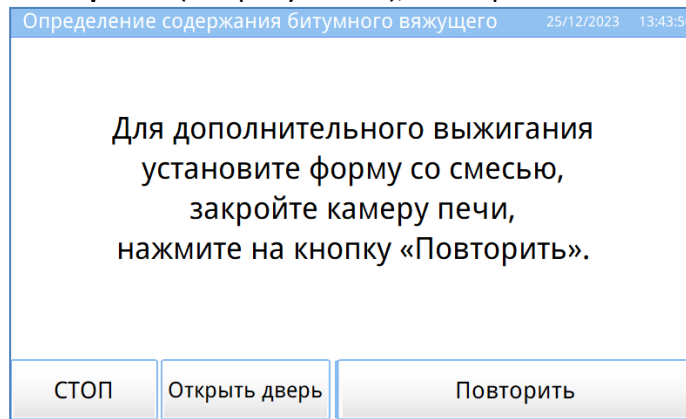 Определение содержания битумного вяжущего 25/12/2023
Для дополнительного выжигания
установите форму со смесью,
закройте камеру печи,
нажмите на кнопку «Повторить».
СТОП Открыть дверь Повторить